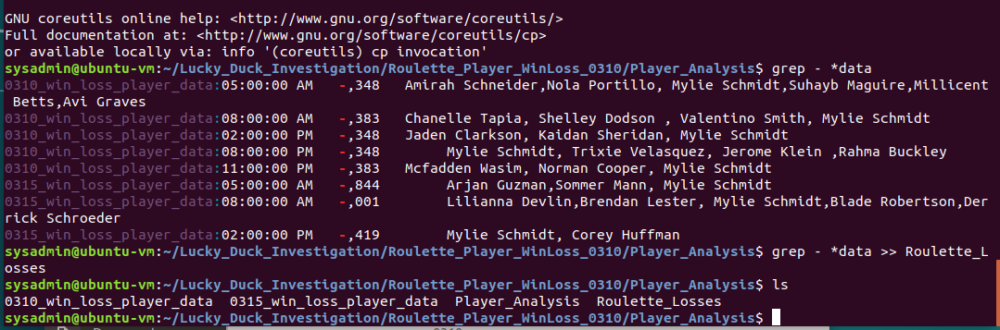 GNU coreutils online help: <http://www.gnu.org/software/coreutils/>
Full documentation at: <http://www.gnu.org/software/coreutils/cp>
or available locally via: info '(coreutils) cp invocation'
sysadmin@ubuntu-vm:~/Lucky_Duck_Investigation/Roulette_Player_WinLoss_0310/Player_Analysis$ grep - *data
0310_win_loss_player_data:05:00:00 AM   -,348   Amirah Schneider,Nola Portillo, Mylie Schmidt,Suhayb Maguire,Millicent
 Betts,Avi Graves
0310_win_loss_player_data:08:00:00 AM   -,383   Chanelle Tapia, Shelley Dodson , Valentino Smith, Mylie Schmidt
0310_win_loss_player_data:02:00:00 PM   -,348   Jaden Clarkson, Kaidan Sheridan, Mylie Schmidt
0310_win_loss_player_data:08:00:00 PM   -,348        Mylie Schmidt, Trixie Velasquez, Jerome Klein ,Rahma Buckley
0310_win_loss_player_data:11:00:00 PM   -,383   Mcfadden Wasim, Norman Cooper, Mylie Schmidt
0315_win_loss_player_data:05:00:00 AM   -,844        Arjan Guzman,Sommer Mann, Mylie Schmidt
0315_win_loss_player_data:08:00:00 AM   -,001        Lilianna Devlin,Brendan Lester, Mylie Schmidt,Blade Robertson,Der
rick Schroeder
0315_win_loss_player_data:02:00:00 PM   -,419        Mylie Schmidt, Corey Huffman
sysadmin@ubuntu-vm:~/Lucky_Duck_Investigation/Roulette_Player_WinLoss_0310/Player_Analysis$ grep - *data >> Roulette_L
osses
sysadmin@ubuntu-vm:~/Lucky_Duck_Investigation/Roulette_Player_WinLoss_0310/Player_Analysis$ ls
0310_win_loss_player_data  0315_win_loss_player_data  Player_Analysis  Roulette_Losses
sysadmin@ubuntu-vm:~/Lucky_Duck_Investigation/Roulette_Player_WinLoss_0310/Player_Analysis$